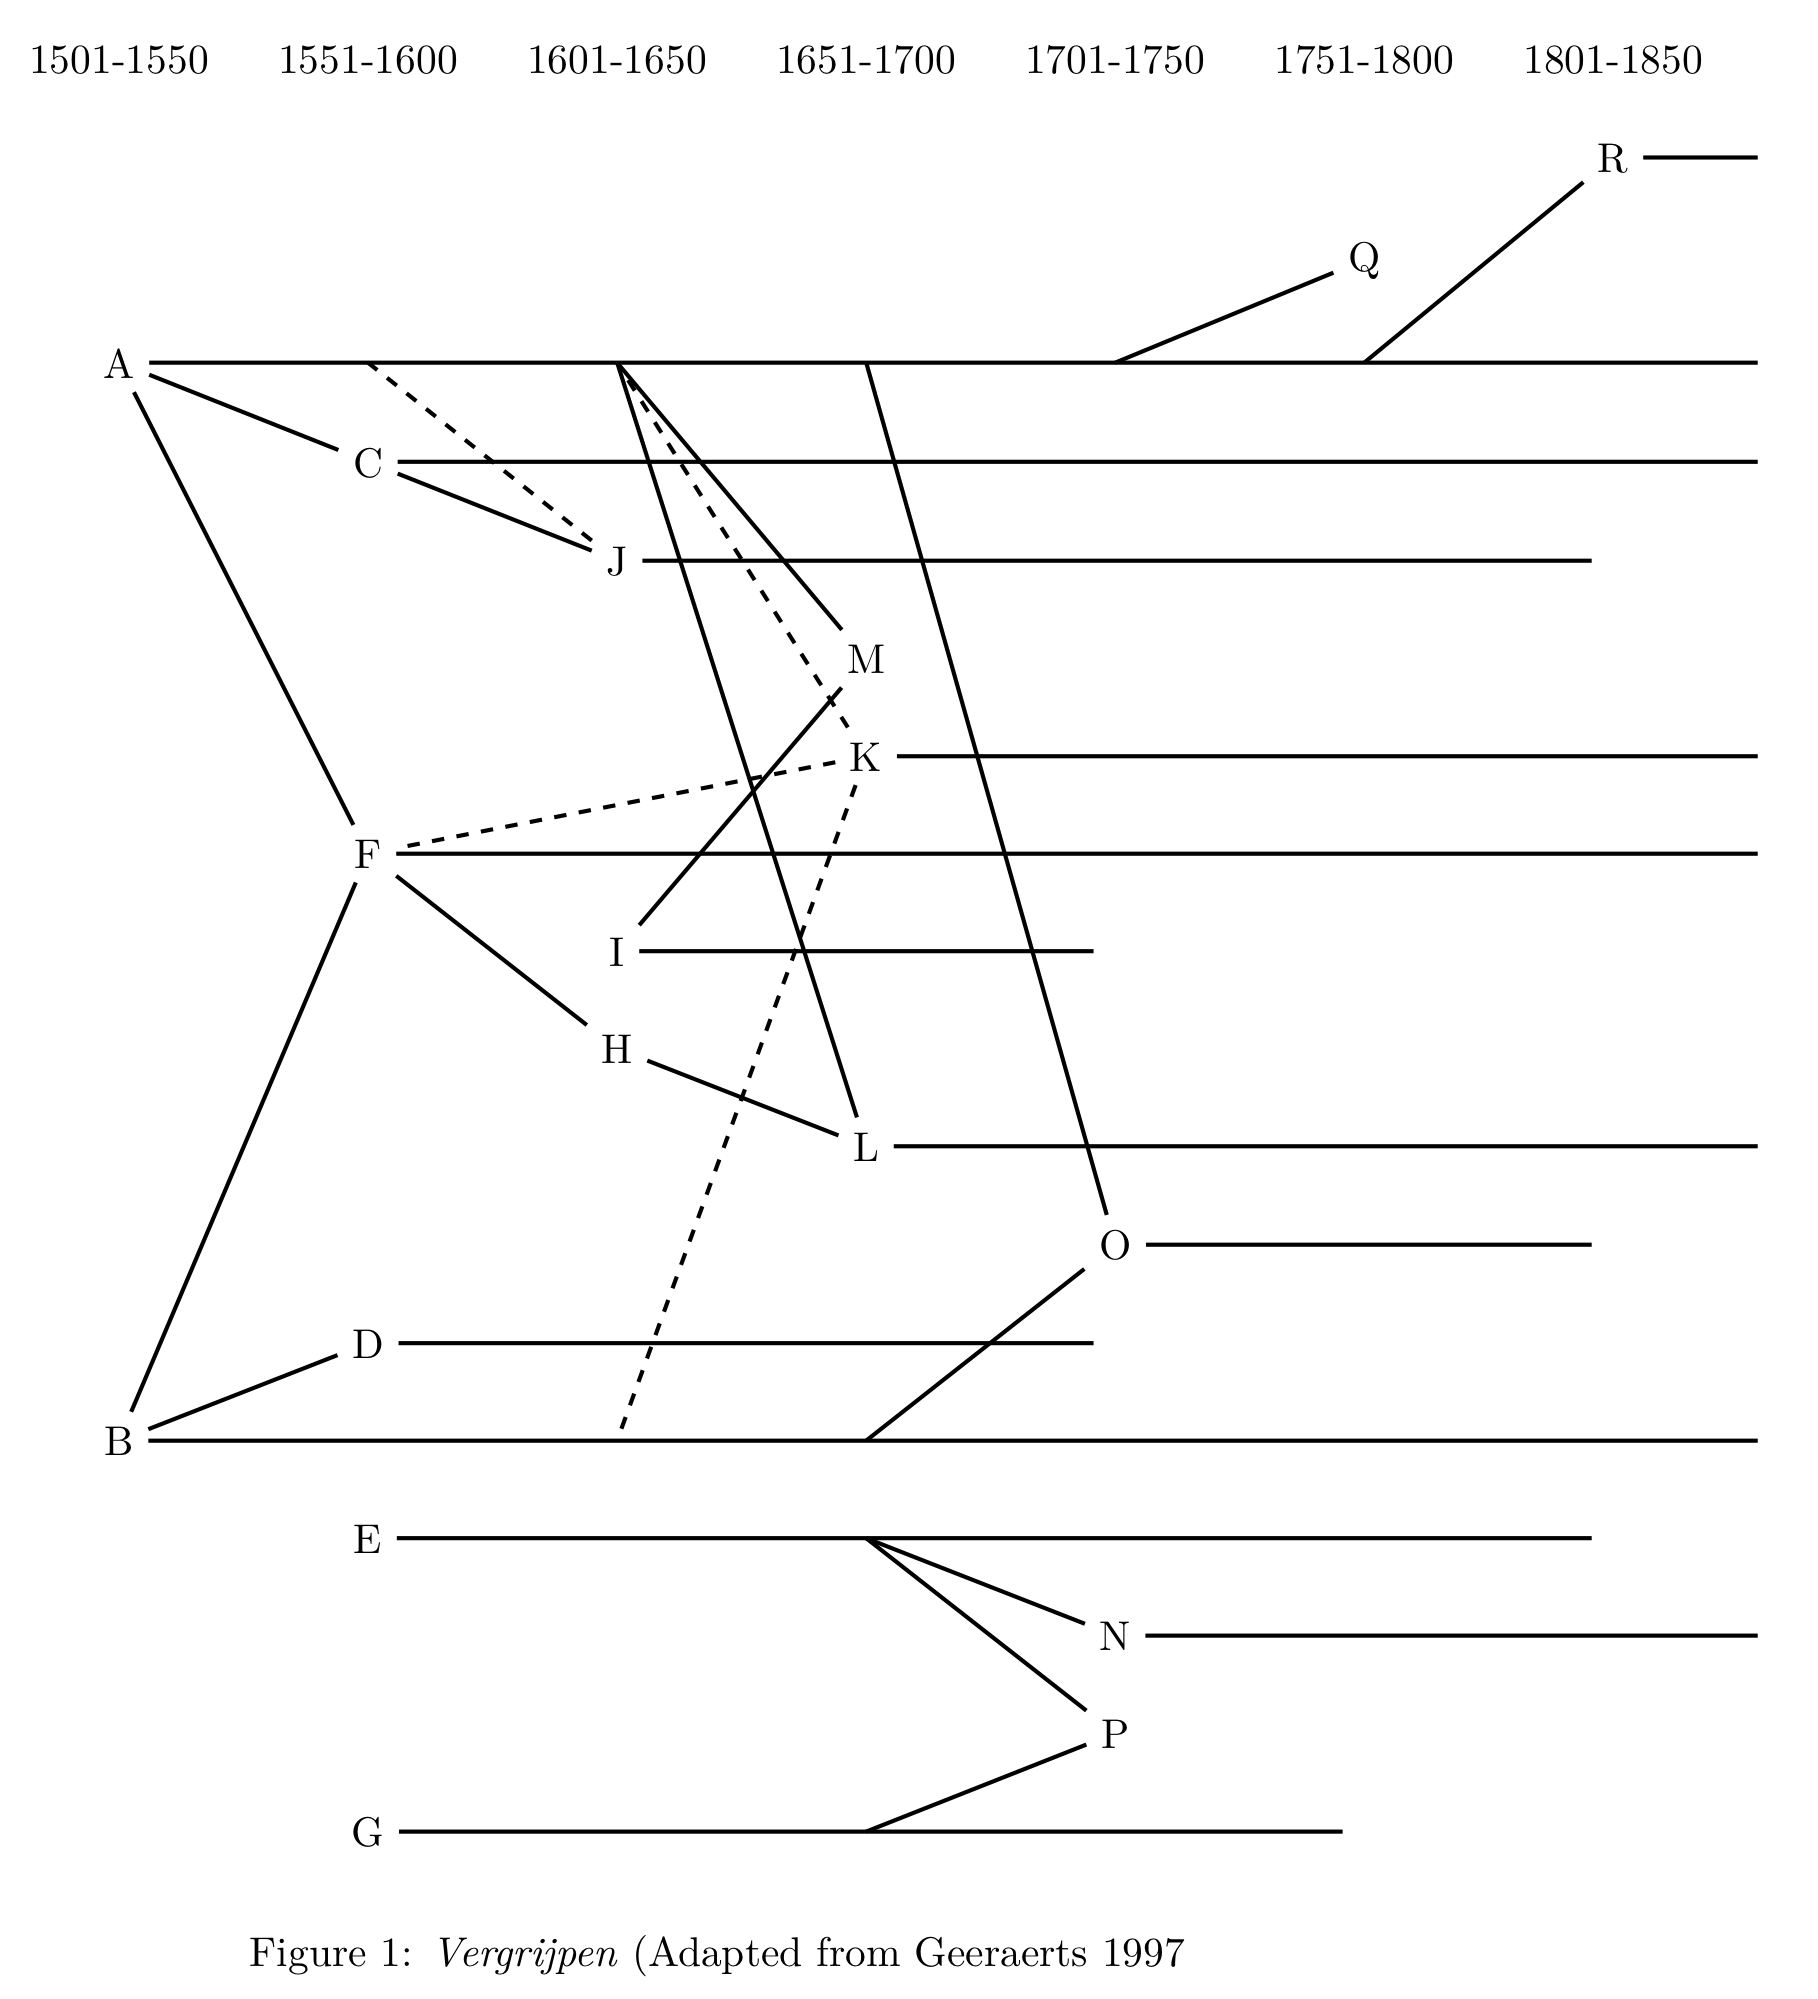 1501-1550 1551-1600 1601-1650 1651-1700 1701-1750 1751-1800 1801-1850
R
Q
A
C
J
M
K
F
I
H
L
O
D
B
E
N
P
G
Figure 1: Vergrijpen (Adapted from Geeraerts 1997